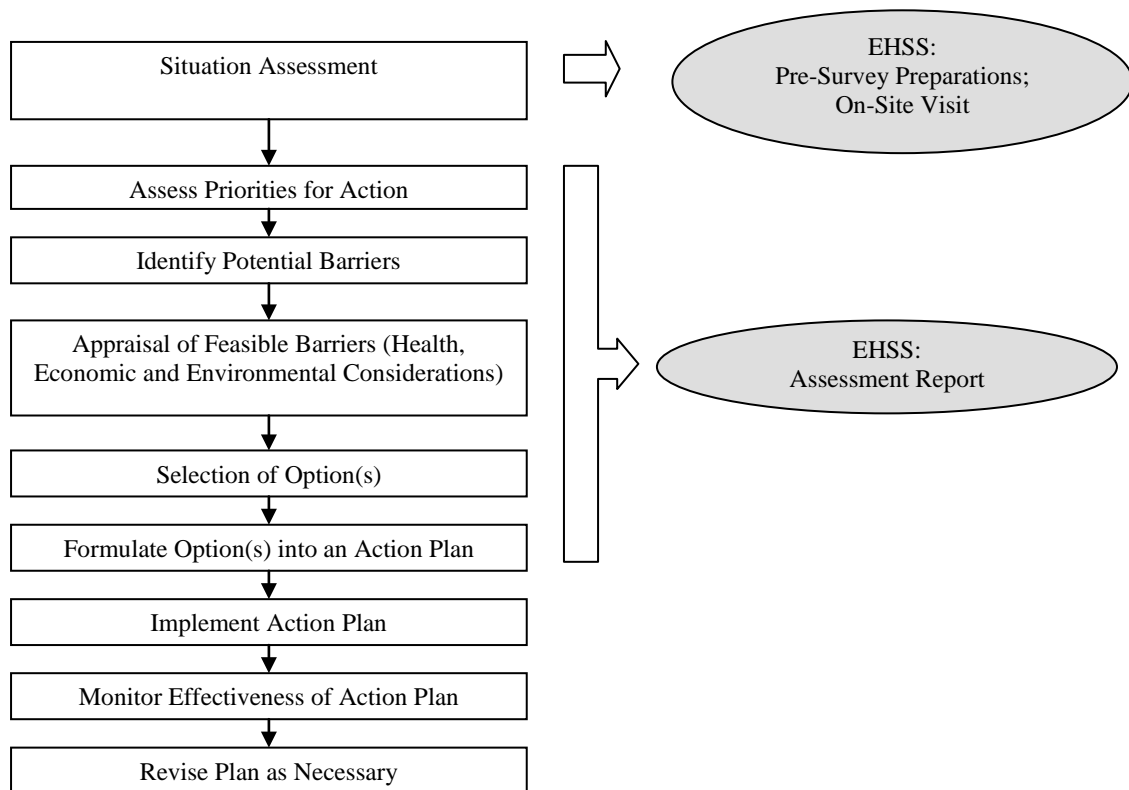 Situation Assessment
EHSS:
Pre-Survey Preparations;
On-Site Visit
Assess Priorities for Action
Identify Potential Barriers
Appraisal of Feasible Barriers (Health,
Economic and Environmental Considerations)
EHSS:
Assessment Report
Selection of Option(s)
Formulate Option(s) into an Action Plan
Implement Action Plan
Monitor Effectiveness of Action Plan
Revise Plan as Necessary